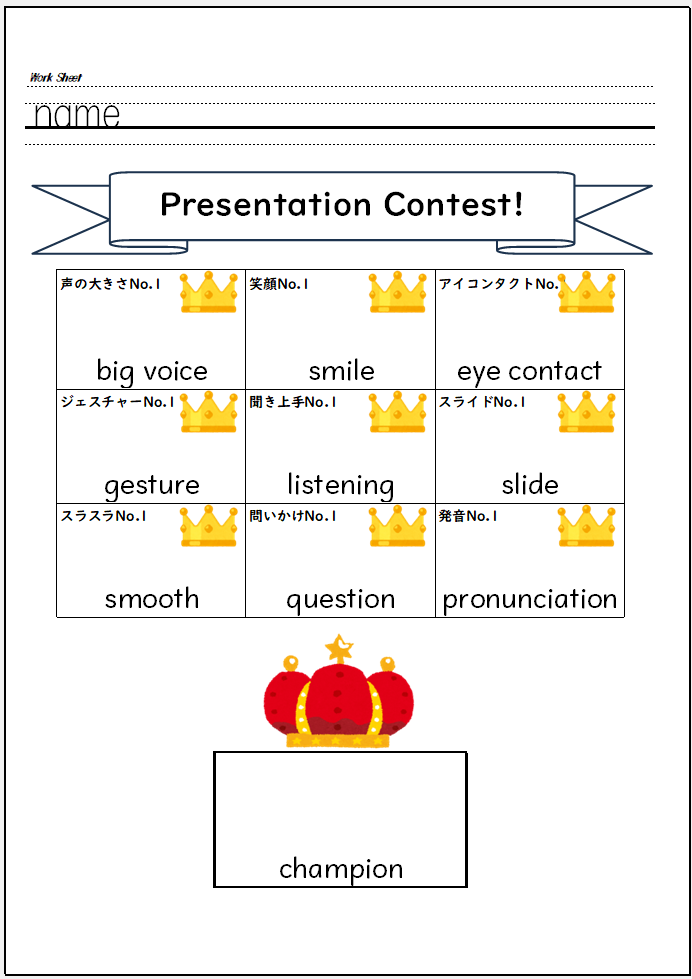 Work Sheet
name
Presentation Contest!
声の大きさNo.1
笑顔No.1
アイコンタクトNo.
big voice
smile
eye contact
ジェスチャーNo.1
聞き上手No.1
スライドNo.1
gesture
listening
slide
スラスラNo.1
問いかけNo.1
発音No.1
smooth
question
pronunciation
champion